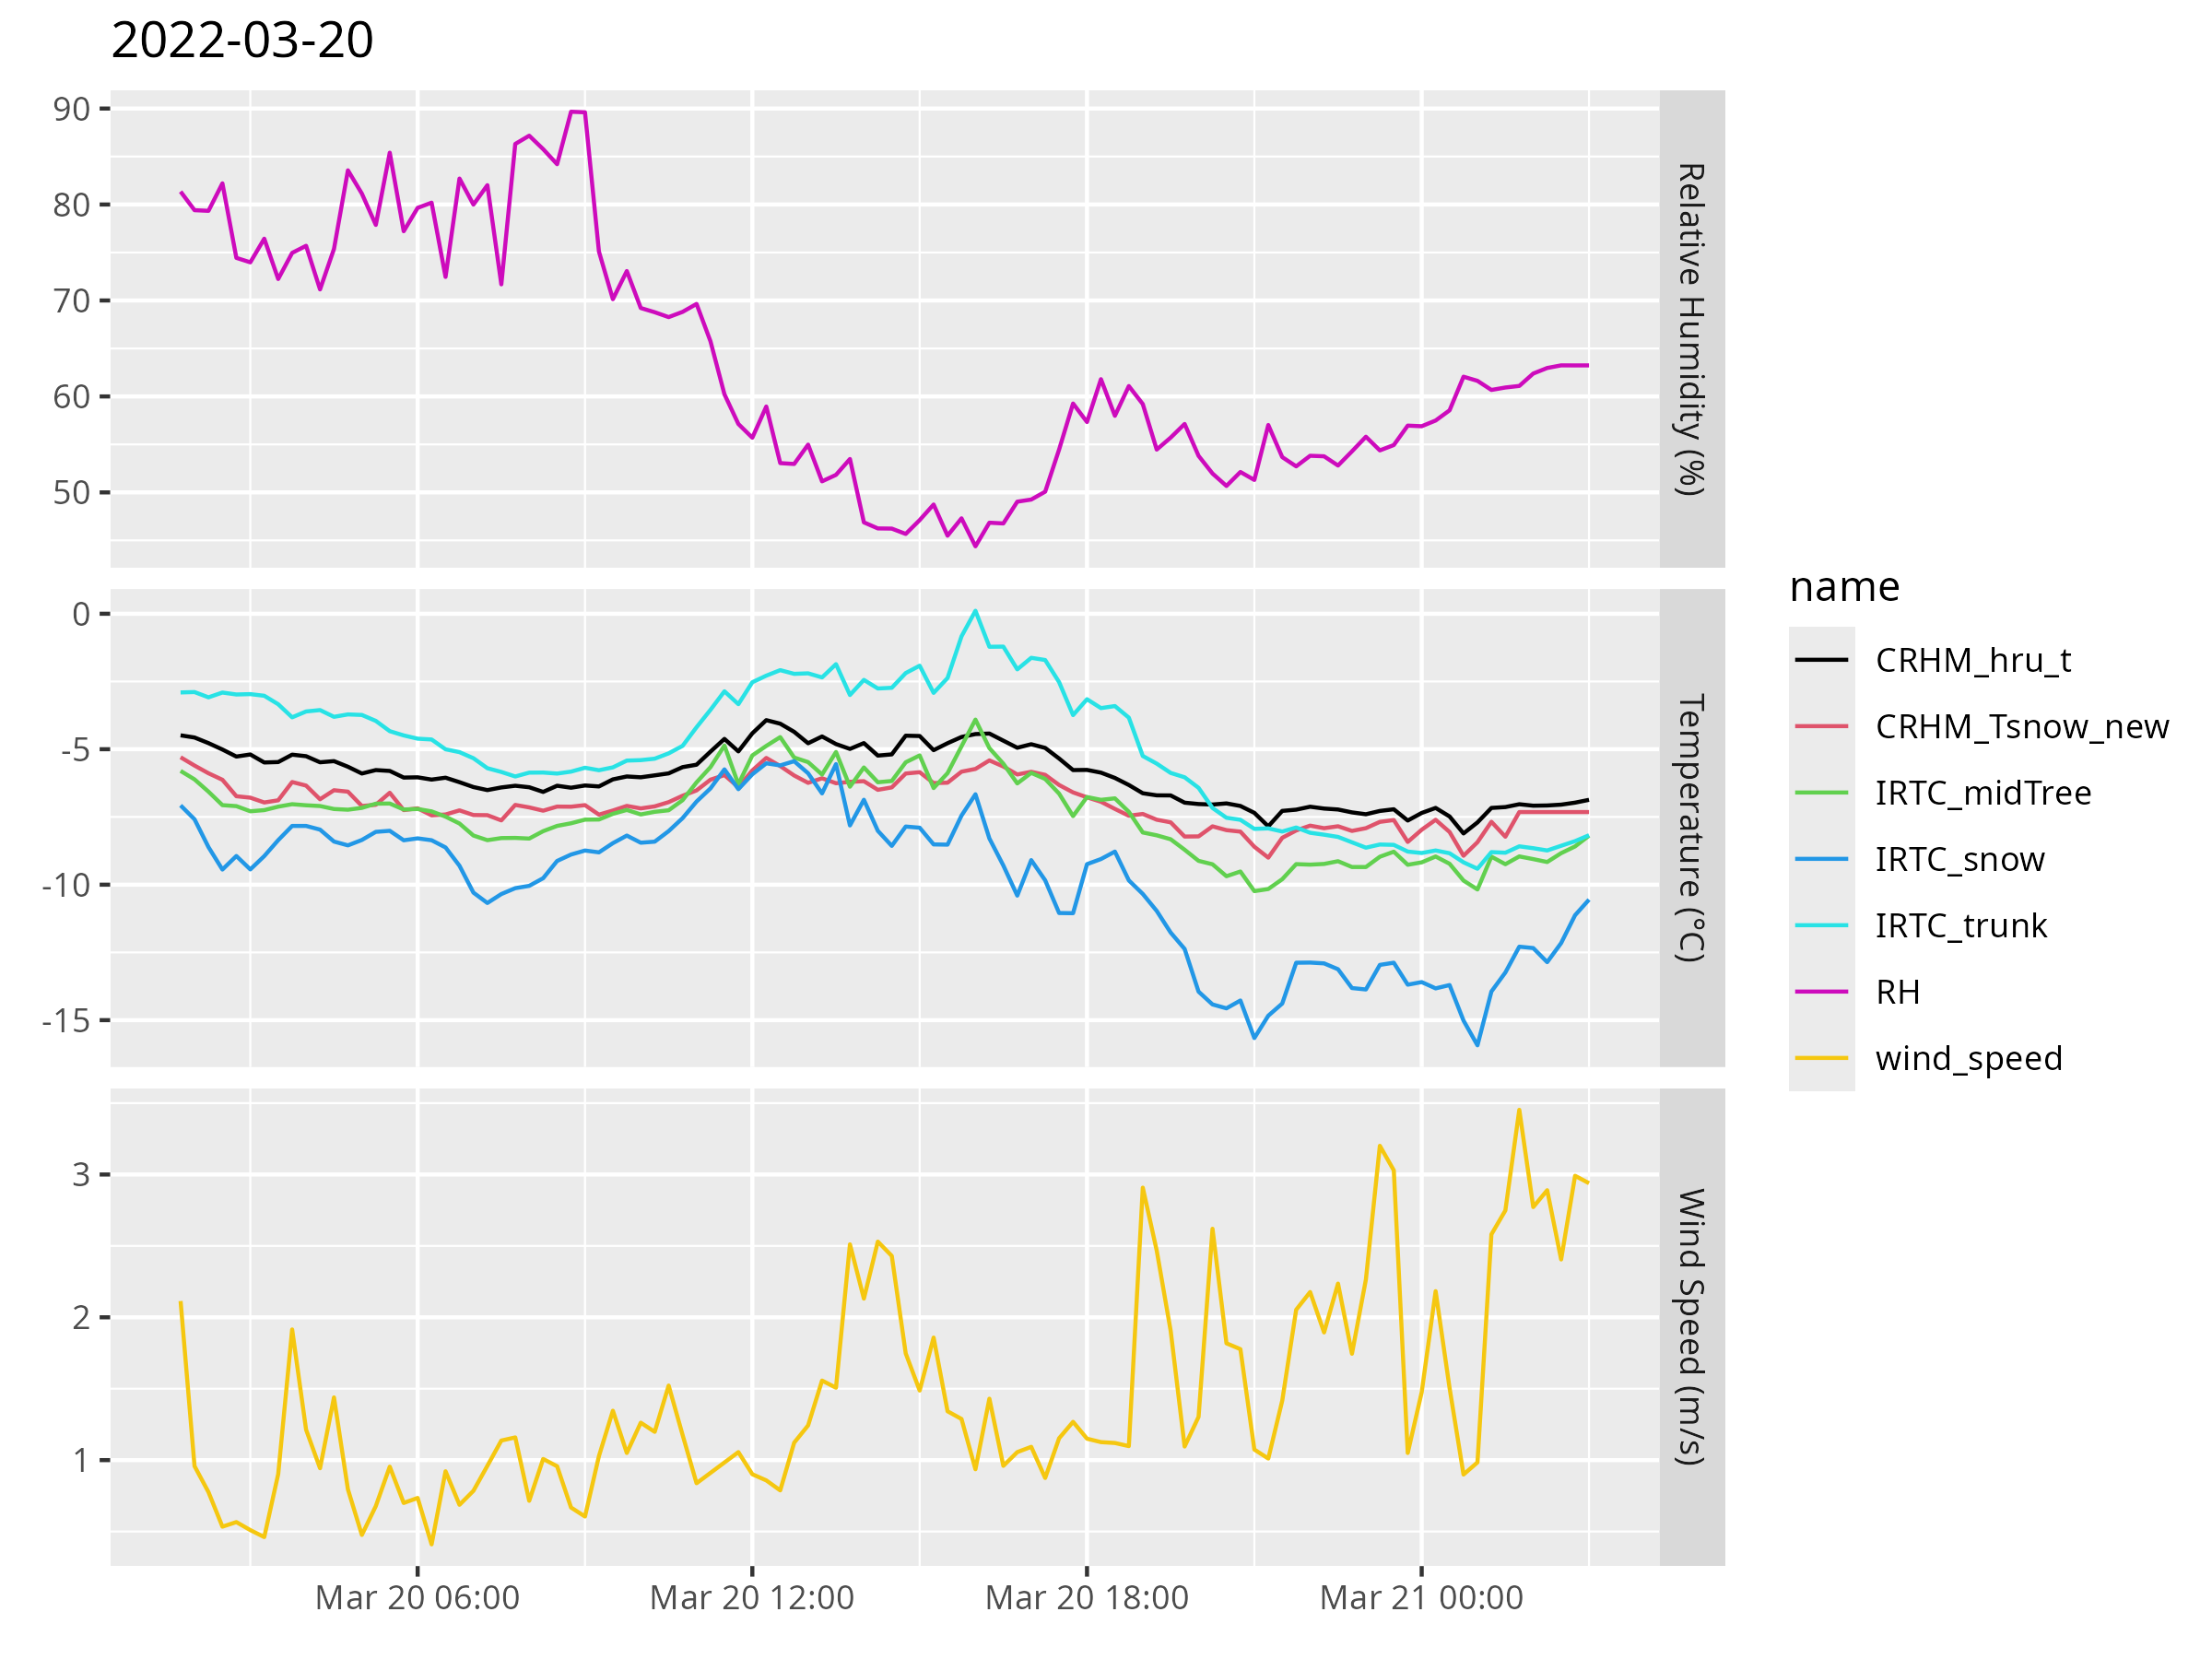 2022-03-20
90
80
70
60
50
Relative Humidity (%)
0
-5
-10
-15
Temperature (°C)
3
2
1
Wind Speed (m/s)
Mar 20 06:00
Mar 20 12:00
Mar 20 18:00
Mar 21 00:00
name
CRHM_hru_t
CRHM_Tsnow_new
IRTC_midTree
IRTC_snow
IRTC_trunk
RH
wind_speed